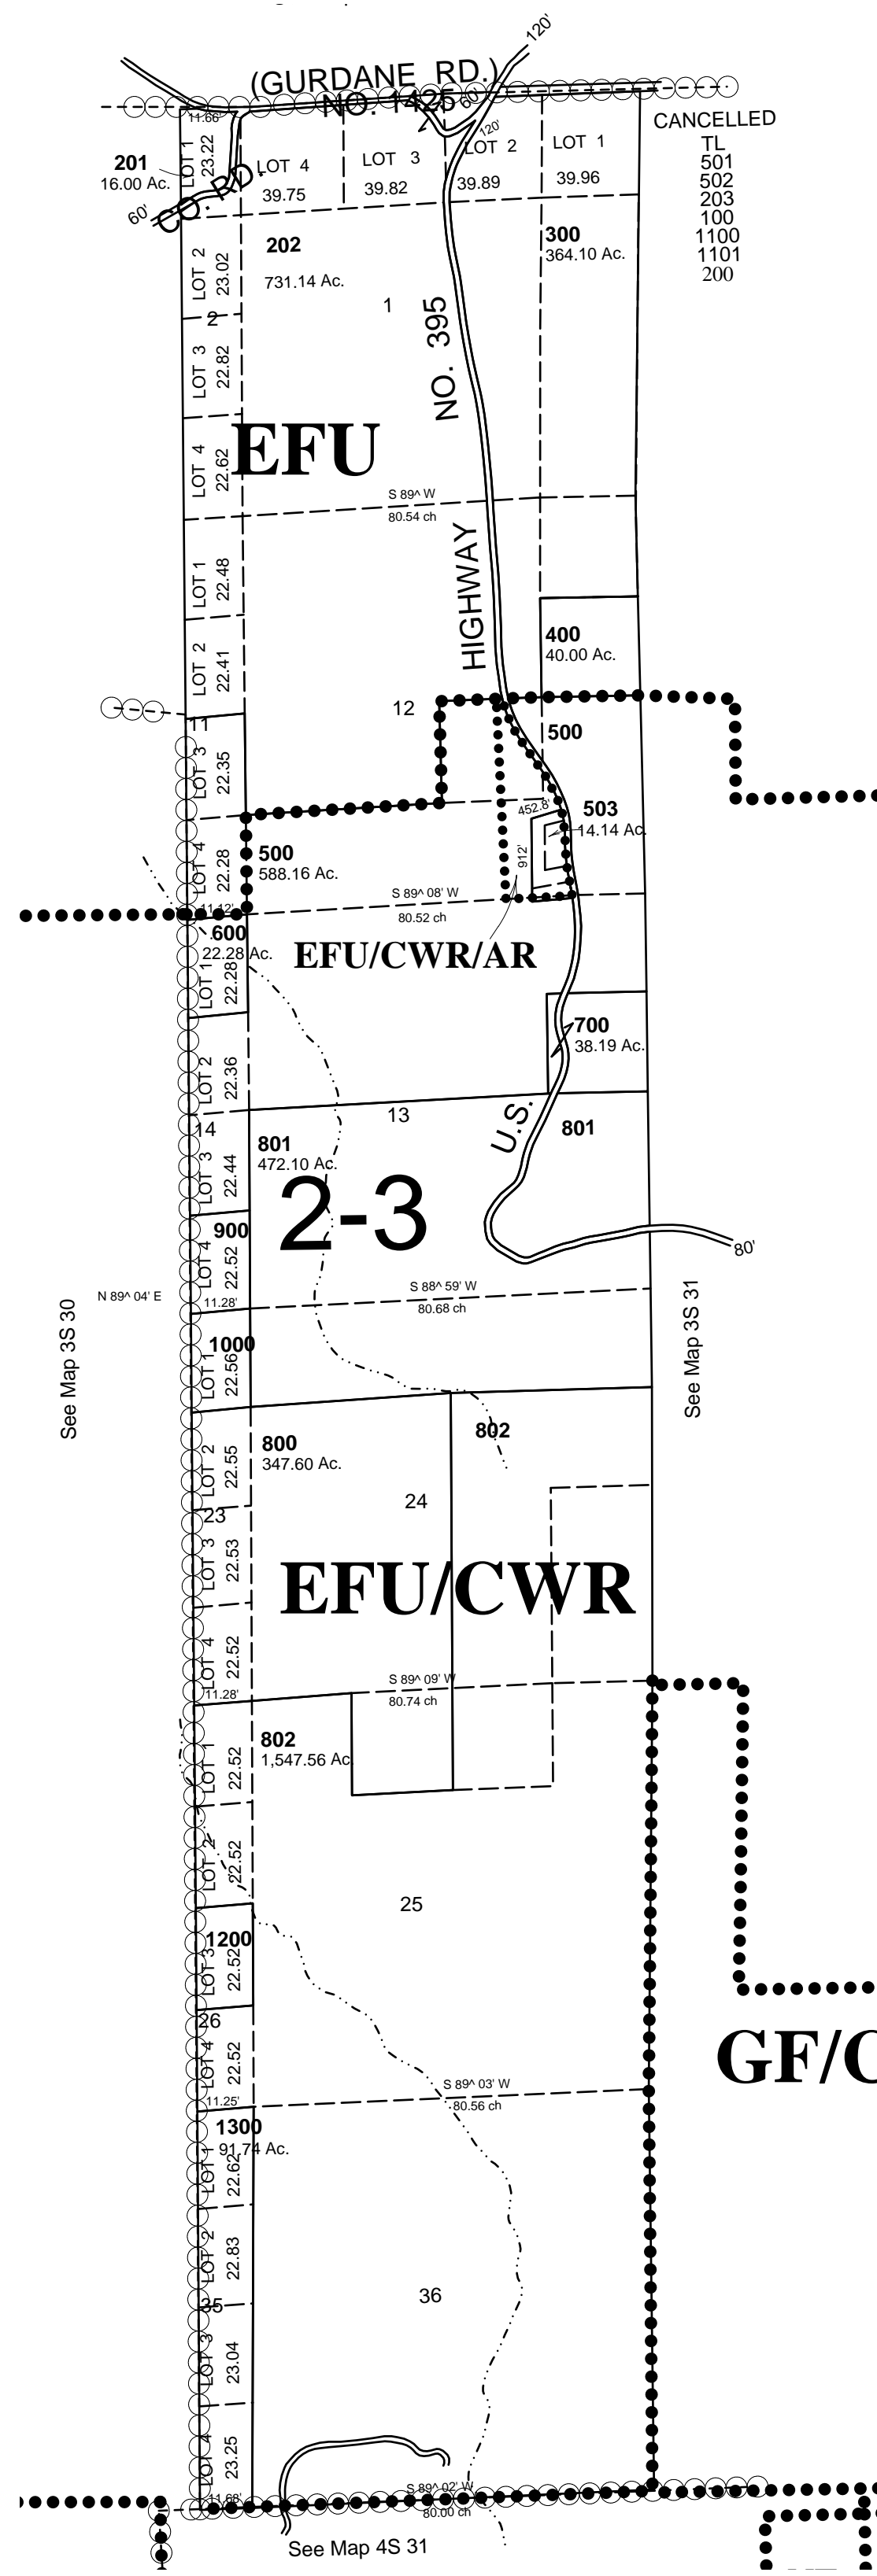 120'
(GURDANE RD.)
NO. 1425
60'
11.66'
120'
CANCELLED
TL
501
502
203
100
1100
1101
200
201
16.00 Ac.
LOT 1
23.22
LOT 4
39.75
LOT 3
39.82
LOT 2
39.89
LOT 1
39.96
CO. RD.
60'
202
731.14 Ac.
300
364.10 Ac.
LOT 2
23.02
1
2
NO. 395
LOT 3
22.82
EFU
LOT 4
22.62
S 89^ W
80.54 ch
LOT 1
22.48
HIGHWAY
400
40.00 Ac.
LOT 2
22.41
12
11
500
LOT 3
22.35
452.8'
503
14.14 Ac.
912'
500
588.16 Ac.
LOT 4
22.28
S 89^ 08' W
80.52 ch
11.12'
600
22.28 Ac.
EFU/CWR/AR
LOT 1
22.28
700
38.19 Ac.
LOT 2
22.36
13
14
U.S.
801
801
472.10 Ac.
LOT 3
22.44
2-3
900
LOT 4
22.52
80'
S 88^ 59' W
80.68 ch
N 89^ 04' E
11.28'
See Map 3S 30
See Map 3S 31
1000
LOT 1
22.56
800
347.60 Ac.
802
LOT 2
22.55
24
23
LOT 3
22.53
EFU/CWR
LOT 4
22.52
S 89^ 09' W
80.74 ch
11.28'
802
1,547.56 Ac.
LOT 1
22.52
LOT 2
22.52
25
1200
LOT 3
22.52
26
GF/C
LOT 4
22.52
S 89^ 03' W
80.56 ch
11.25'
1300
91.74 Ac.
LOT 1
22.62
LOT 2
22.83
36
35
LOT 3
23.04
LOT 4
23.25
S 89^ 02' W
80.00 ch
11.68'
See Map 4S 31